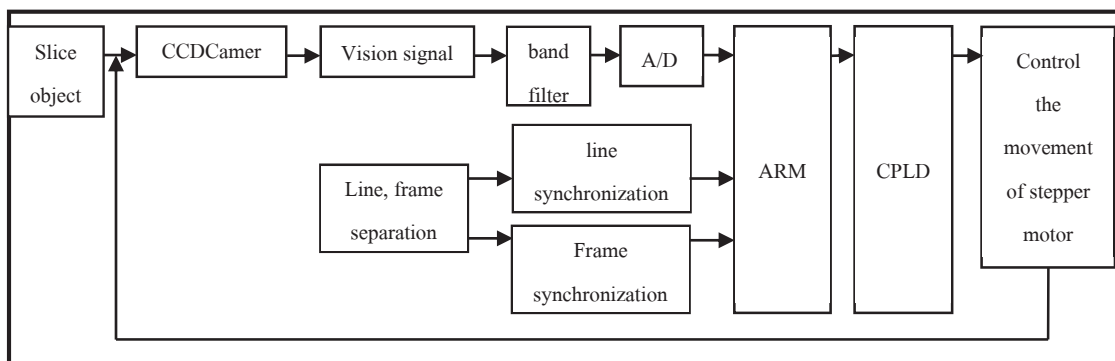 Slice
object
CCDCamer
Vision signal
band
filter
A/D
Line, frame
separation
line
synchronization
Frame
synchronization
ARM
CPLD
Control
the
movement
of stepper
motor